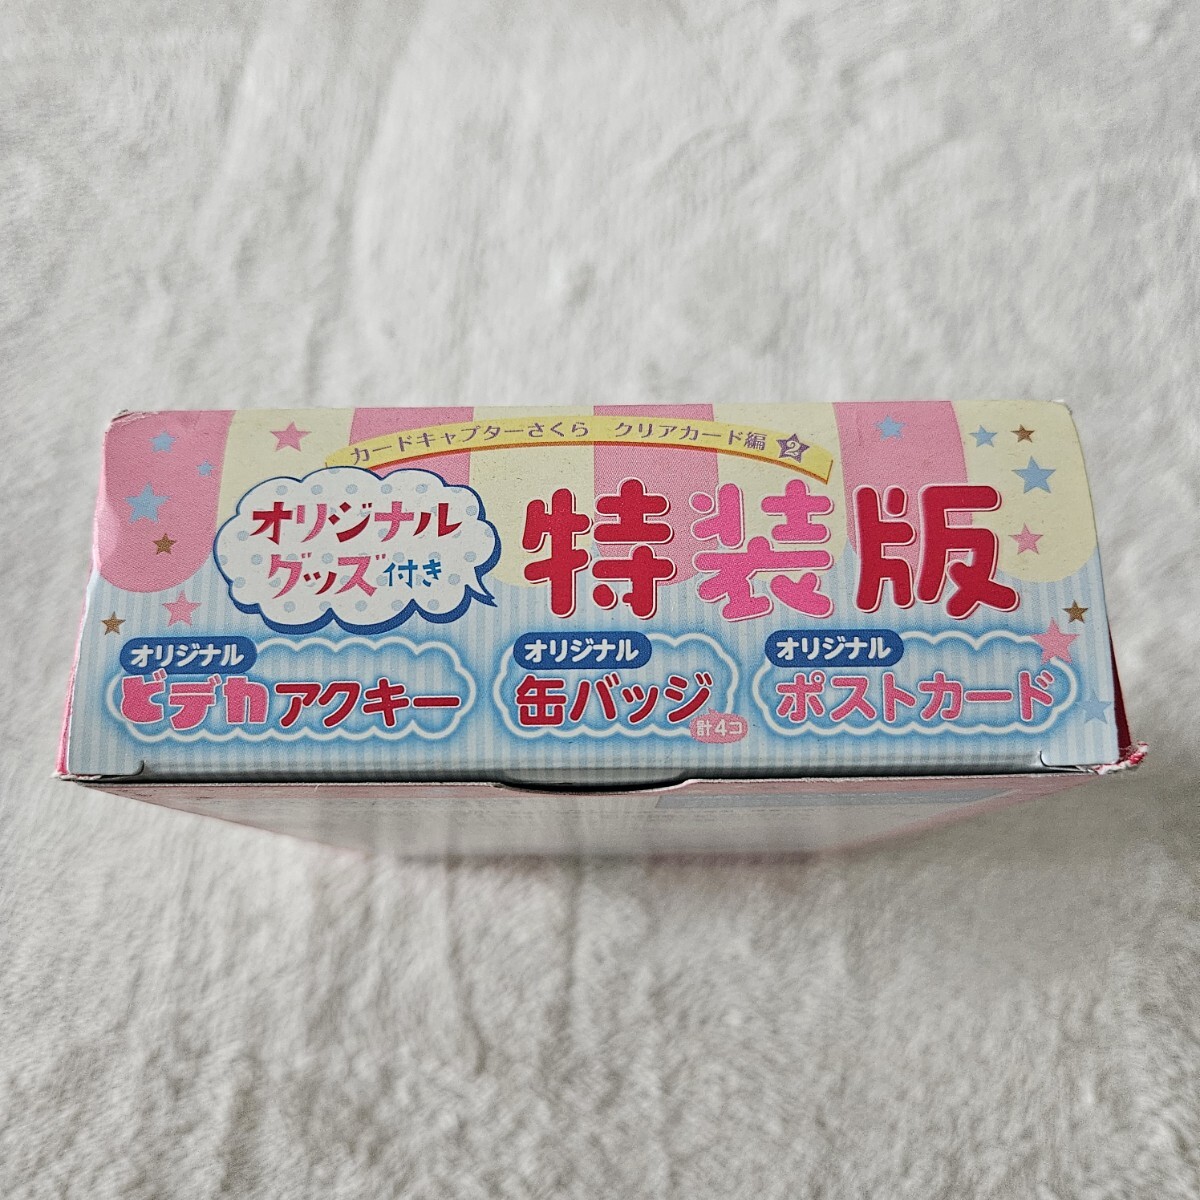 カードキャプターさくら クリアカード編 2
オリジナル
グッズ付き
特装版
オリジナル
どデカアクキー
オリジナル
缶バッジ
計4コ
オリジナル
ポストカード